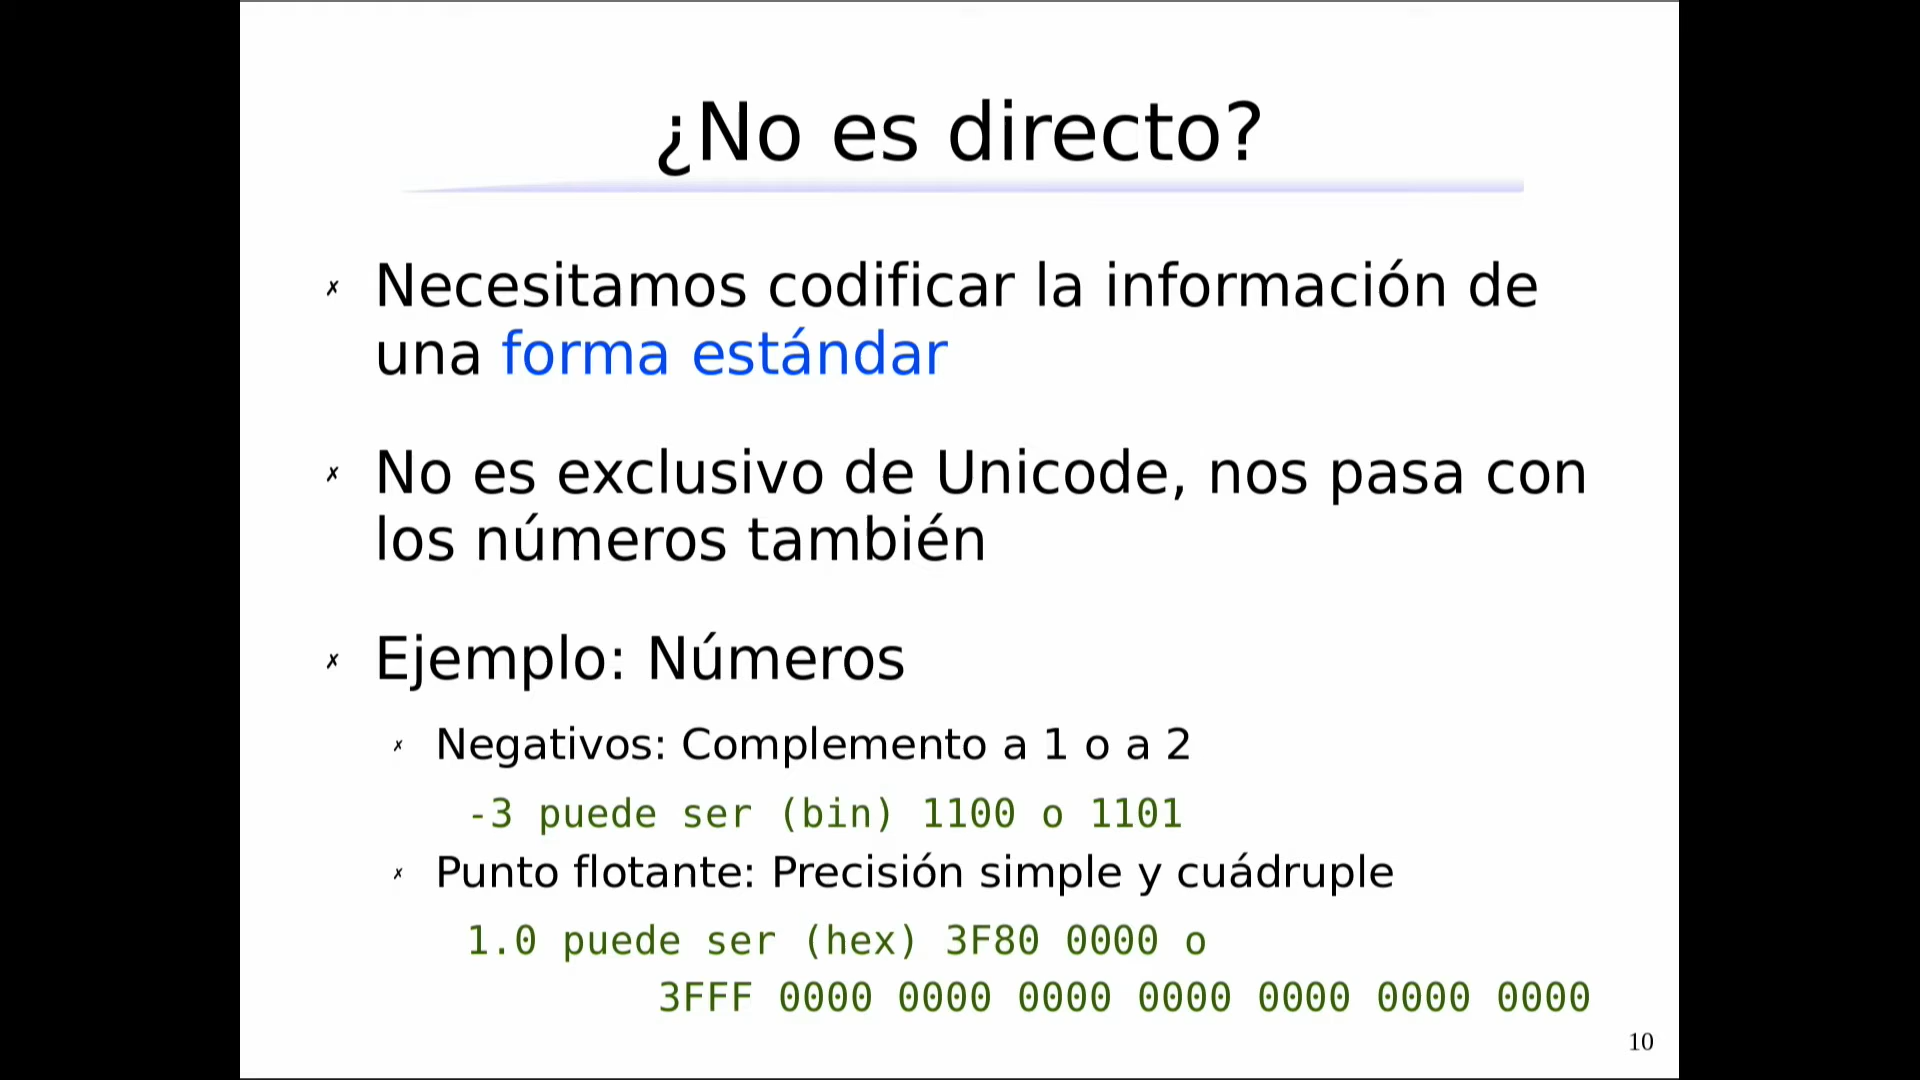 ¿No es directo?
✗ Necesitamos codificar la información de
una forma estándar
✗ No es exclusivo de Unicode, nos pasa con
los números también
✗ Ejemplo: Números
✗ Negativos: Complemento a 1 o a 2
-3 puede ser (bin) 1100 o 1101
✗ Punto flotante: Precisión simple y cuádruple
1.0 puede ser (hex) 3F80 0000 o
3FFF 0000 0000 0000 0000 0000 0000 0000
10